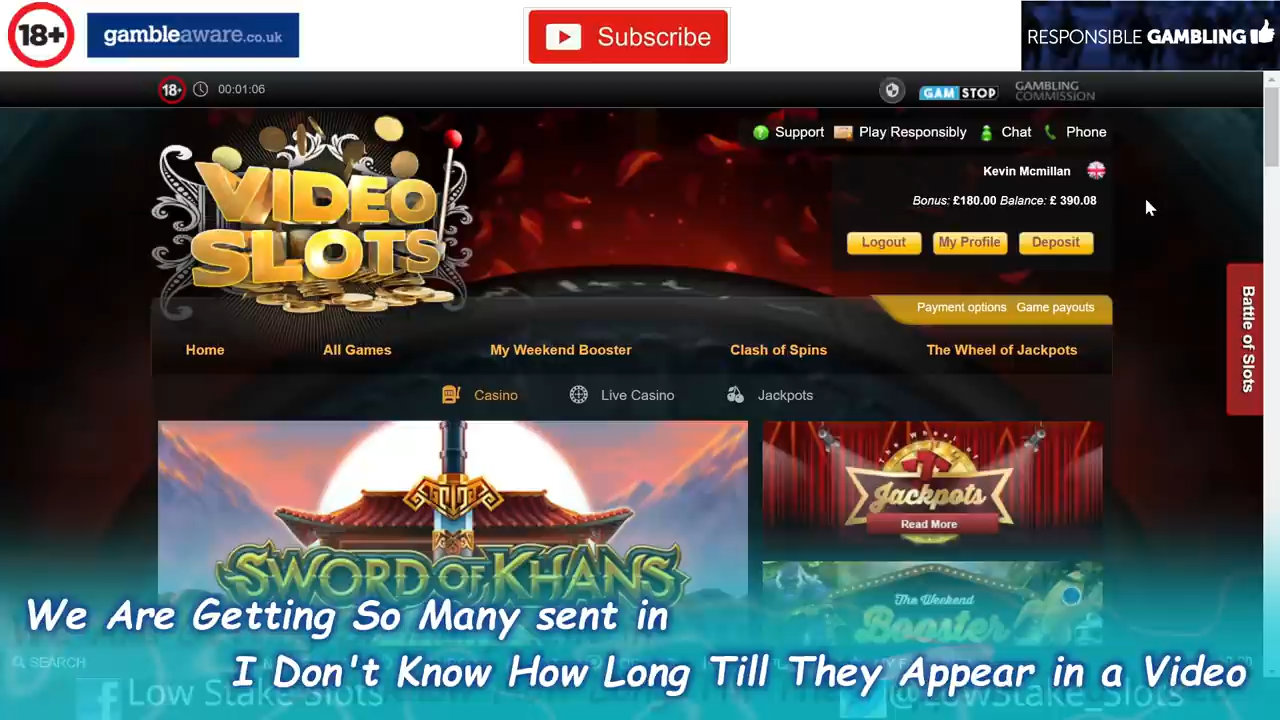 18+ gambleaware.co.uk Subscribe RESPONSIBLE GAMBLING
18+ 00:01:06 GAMSTOP GAMBLING COMMISSION
Support Play Responsibly Chat Phone
VIDEO SLOTS
Kevin Mcmillan
Bonus: £180.00 Balance: £ 390.08
Logout My Profile Deposit
Payment options Game payouts
Battle of Slots
Home All Games My Weekend Booster Clash of Spins The Wheel of Jackpots
Casino Live Casino Jackpots
The Wheel of
Jackpots
Read More
SWORD OF KHANS
The Weekend
Booster
We Are Getting So Many sent in
SEARCH
I Don't Know How Long Till They Appear in a Video
Low Stake Slots @LowStake_Slots